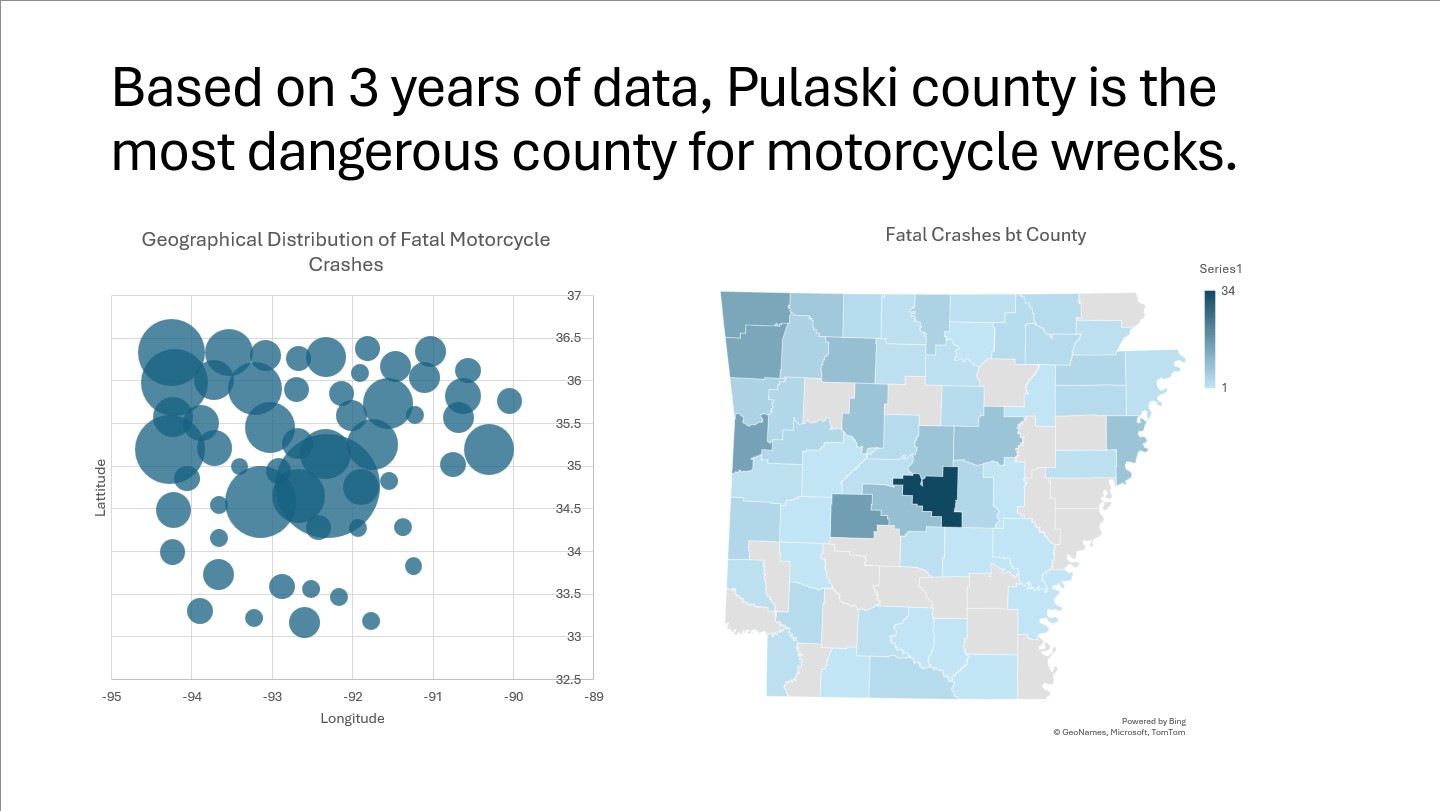 Based on 3 years of data, Pulaski county is the
most dangerous county for motorcycle wrecks.
Geographical Distribution of Fatal Motorcycle
Crashes
37
36.5
36
35.5
35
34.5
34
33.5
33
32.5
Lattitude
-95 -94 -93 -92 -91 -90 -89
Longitude
Fatal Crashes bt County
Series1
34
1
Powered by Bing
© GeoNames, Microsoft, TomTom